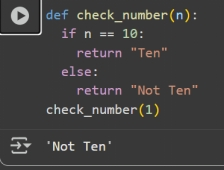 def check_number(n):
  if n == 10:
    return "Ten"
  else:
    return "Not Ten"
check_number(1)
'Not Ten'